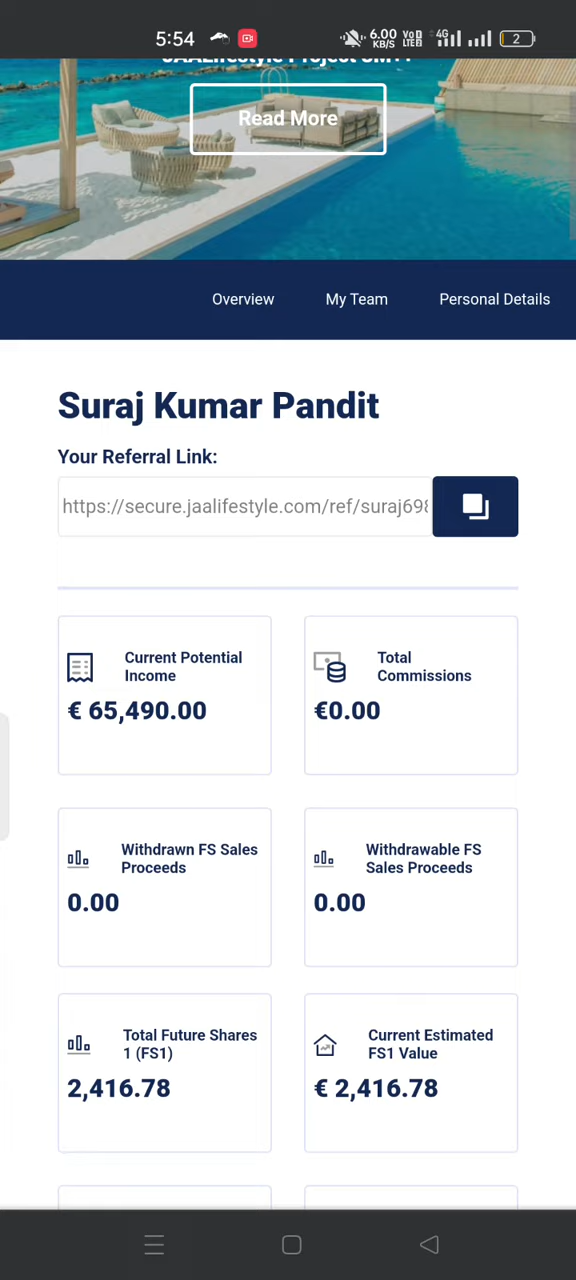 5:54 6.00 KB/S VoD LTED 4G 2
Read More
Overview My Team Personal Details
Suraj Kumar Pandit
Your Referral Link:
https://secure.jaalifestyle.com/ref/suraj698
Current Potential Income
€ 65,490.00
Total Commissions
€0.00
Withdrawn FS Sales Proceeds
0.00
Withdrawable FS Sales Proceeds
0.00
Total Future Shares 1 (FS1)
2,416.78
Current Estimated FS1 Value
€ 2,416.78